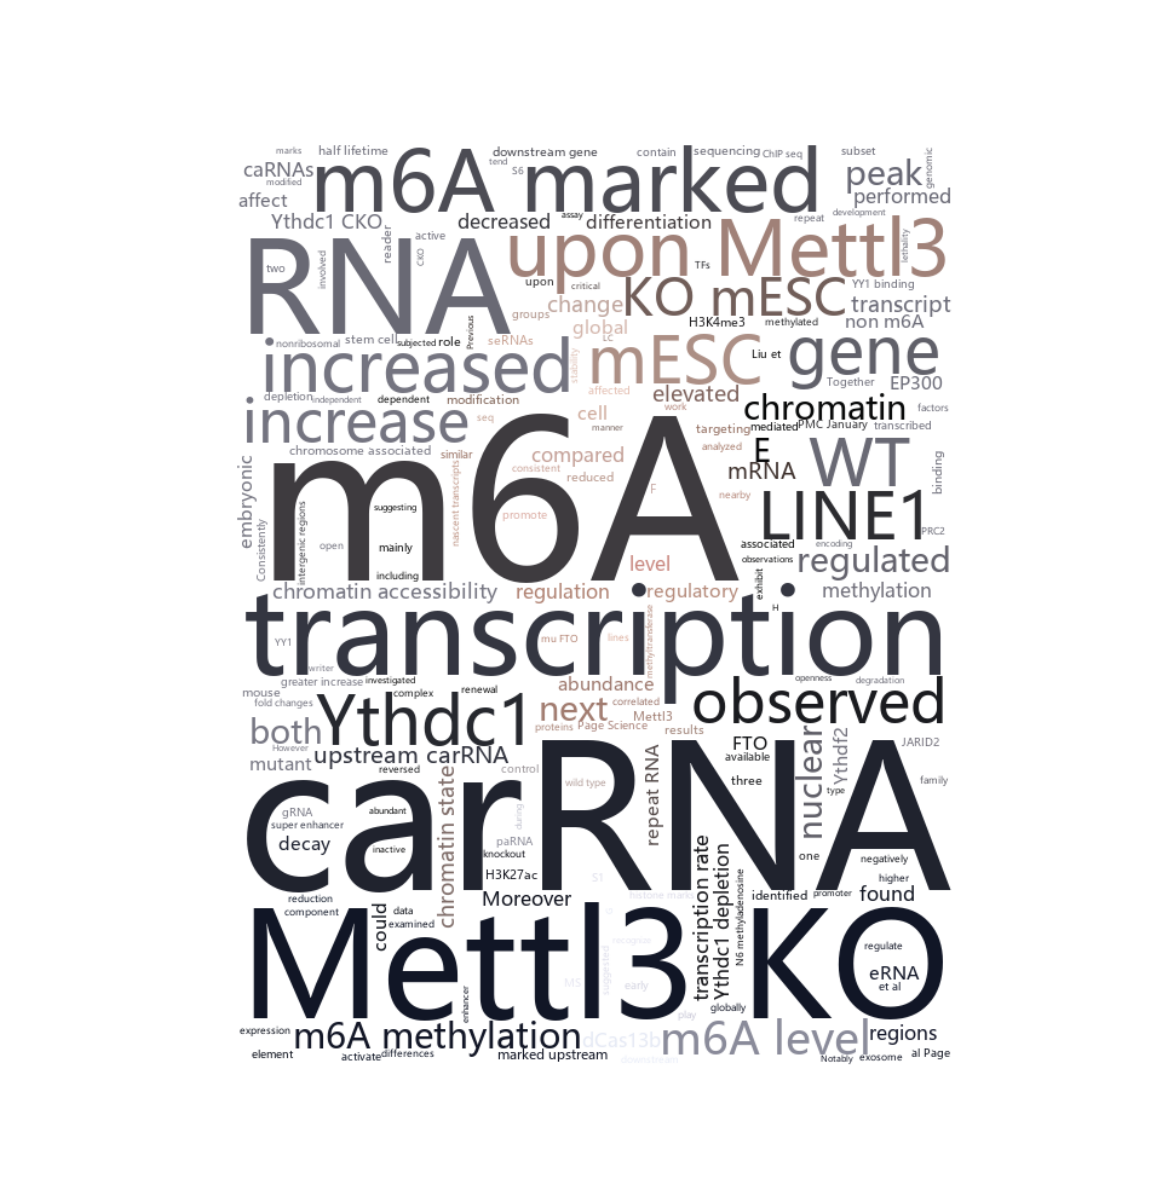 marks
half lifetime
downstream gene
contain
sequencing
ChIP seq
subset
genomic
caRNAs
modified
m6A marked
tend
S6
peak
performed
affect
Ythdc1 CKO
decreased
assay
differentiation
repeat
development
reader
active
CKO
RNA
two
involved
upon Mettl3
lethality
TFs
upon
critical
KO mESC
YY1 binding
change
transcript
groups
global
H3K4me3
methylated
non m6A
Previous
nonribosomal
stem cell
subjected
role
seRNAs
LC
increased
stability
mESC
Liu et
gene
Together
EP300
depletion
independent
dependent
modification
affected
elevated
chromatin
factors
increase
seq
cell
work
manner
targeting
mediated
PMC January
transcribed
chromosome associated
similar
compared
analyzed
E
WT
embryonic
consistent
reduced
mRNA
binding
m6A
nascent transcripts
F
nearby
LINE1
Consistently
intergenic regions
suggesting
promote
PRC2
open
mainly
associated
encoding
observations
regulated
including
level
exhibit
chromatin accessibility
regulation
regulatory
methylation
transcription
methyltransferase
H
YY1
mu FTO
lines
writer
greater increase
investigated
openness
degradation
mouse
complex
renewal
abundance
fold changes
Ythdc1
next
correlated
observed
both
proteins
Page Science
Mettl3
results
However
upstream carRNA
FTO
nuclear
Ythdf2
JARID2
mutant
reversed
control
repeat RNA
available
carRNA
chromatin state
wild type
three
type
family
gRNA
abundant
during
super enhancer
decay
inactive
paRNA
knockout
one
negatively
H3K27ac
S1
higher
reduction
Moreover
histone marks
transcription rate
Ythdc1 depletion
N6 methyladenosine
identified
promoter
found
component
could
data
examined
Mettl3 KO
recognize
suggested
regulate
eRNA
et al
MS
early
enhancer
globally
play
expression
m6A methylation
dCas13b
m6A level
regions
element
activate
differences
marked upstream
downstream
Notably
exosome
al Page